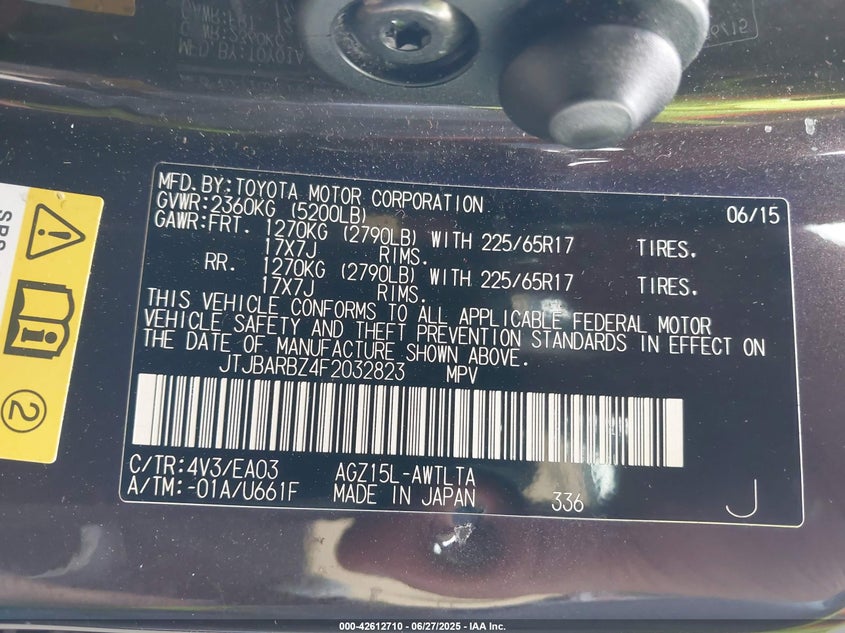 MFD.BY:TOYOTA MOTOR CORPORATION 06/15
GVWR:2360KG (5200LB)
GAWR:FRT. 1270KG (2790LB) WITH 225/65R17 TIRES.
17X7J RIMS.
RR. 1270KG (2790LB) WITH 225/65R17 TIRES.
17X7J RIMS.
THIS VEHICLE CONFORMS TO ALL APPLICABLE FEDERAL MOTOR
VEHICLE SAFETY AND THEFT PREVENTION STANDARDS IN EFFECT ON
THE DATE OF MANUFACTURE SHOWN ABOVE.
JTJBARBZ4F2032823 MPV
C/TR:4V3/EA03 AGZ15L-AWTLTA
A/TM:-01A/U661F MADE IN JAPAN 336 J
2
000-42612710 - 06/27/2025 - IAA Inc.